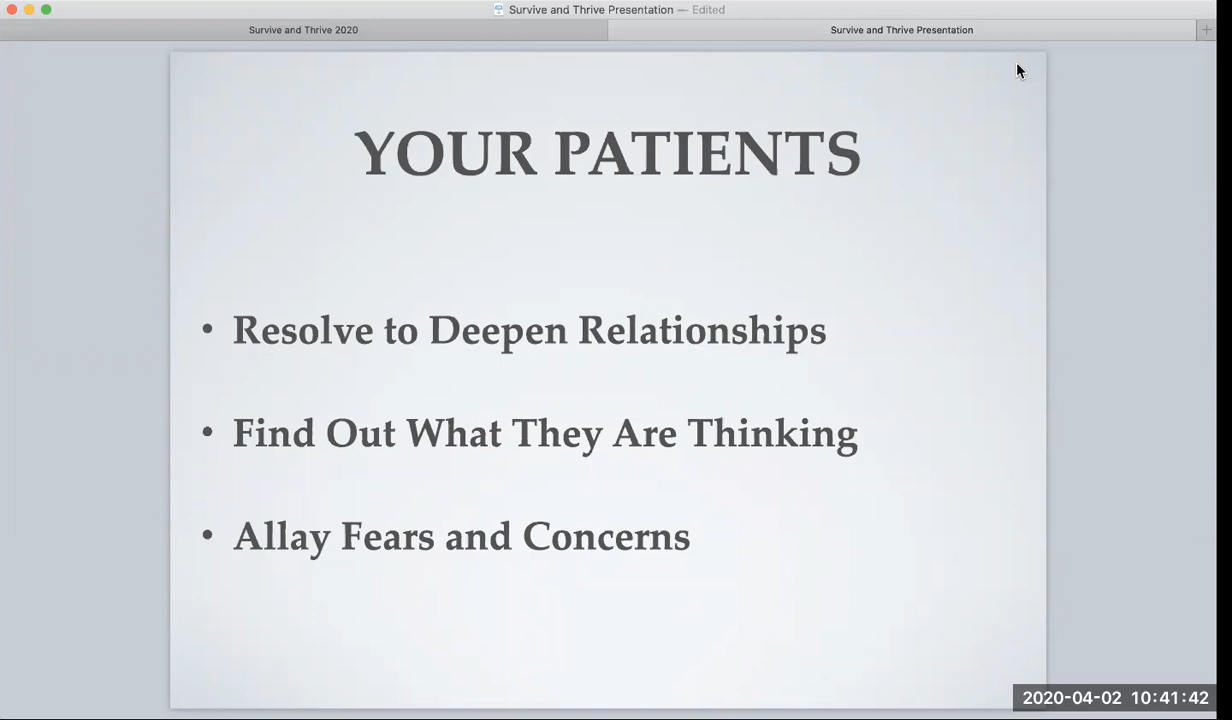 Survive and Thrive Presentation — Edited
Survive and Thrive 2020
Survive and Thrive Presentation
YOUR PATIENTS
• Resolve to Deepen Relationships
• Find Out What They Are Thinking
• Allay Fears and Concerns
2020-04-02 10:41:42